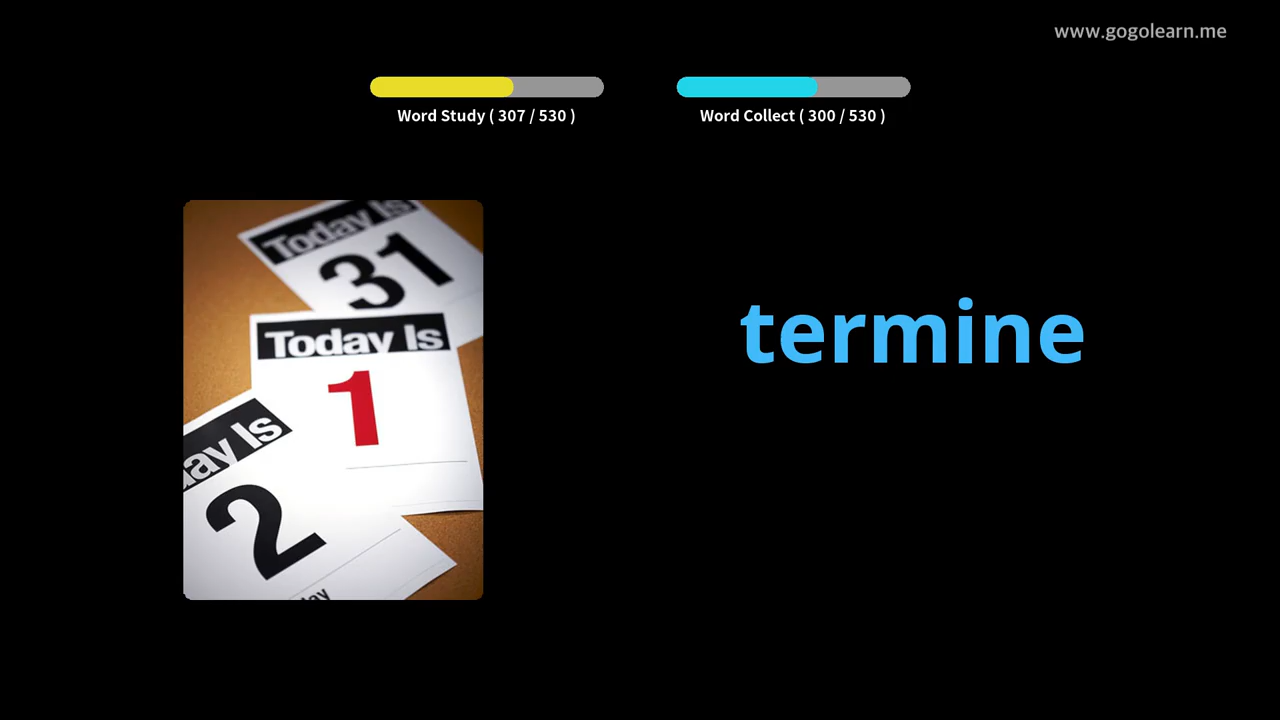 www.gogolearn.me
Word Study ( 307 / 530 )
Word Collect ( 300 / 530 )
Today Is
31
Today Is
1
ay Is
2
termine